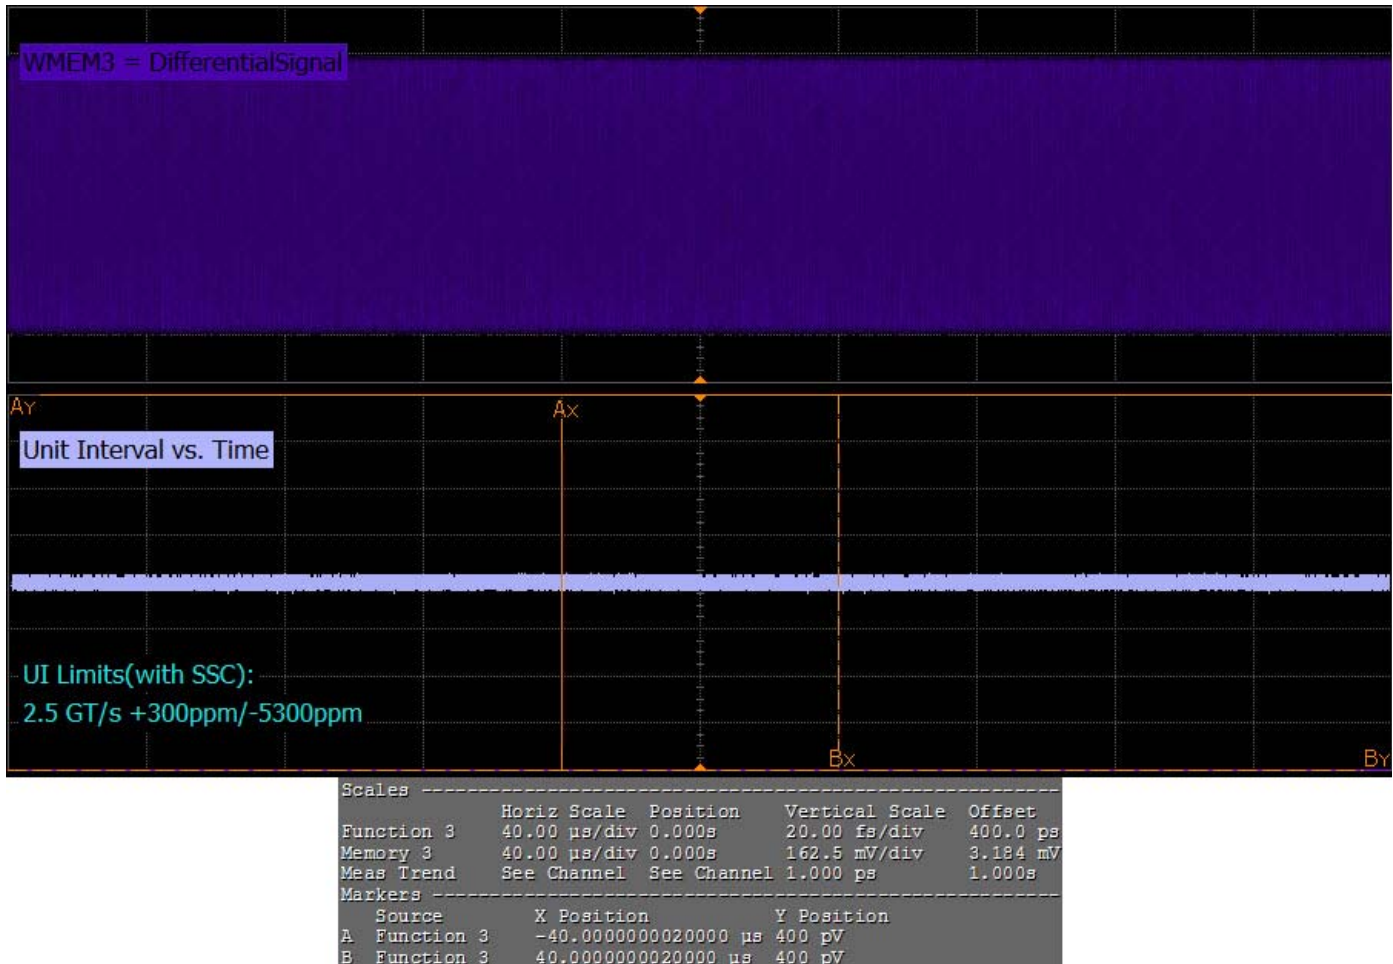 WMEM3 = DifferentialSignal
AY
AX
Unit Interval vs. Time
UI Limits(with SSC):
2.5 GT/s +300ppm/-5300ppm
BX
BY
Scales
Horiz Scale Position Vertical Scale Offset
Function 3 40.00 µs/div 0.000s 20.00 fs/div 400.0 ps
Memory 3 40.00 µs/div 0.000s 162.5 mV/div 3.184 mV
Meas Trend See Channel See Channel 1.000 ps 1.000s
Markers
Source X Position Y Position
A Function 3 -40.0000000020000 µs 400 pV
B Function 3 40.0000000020000 µs 400 pV